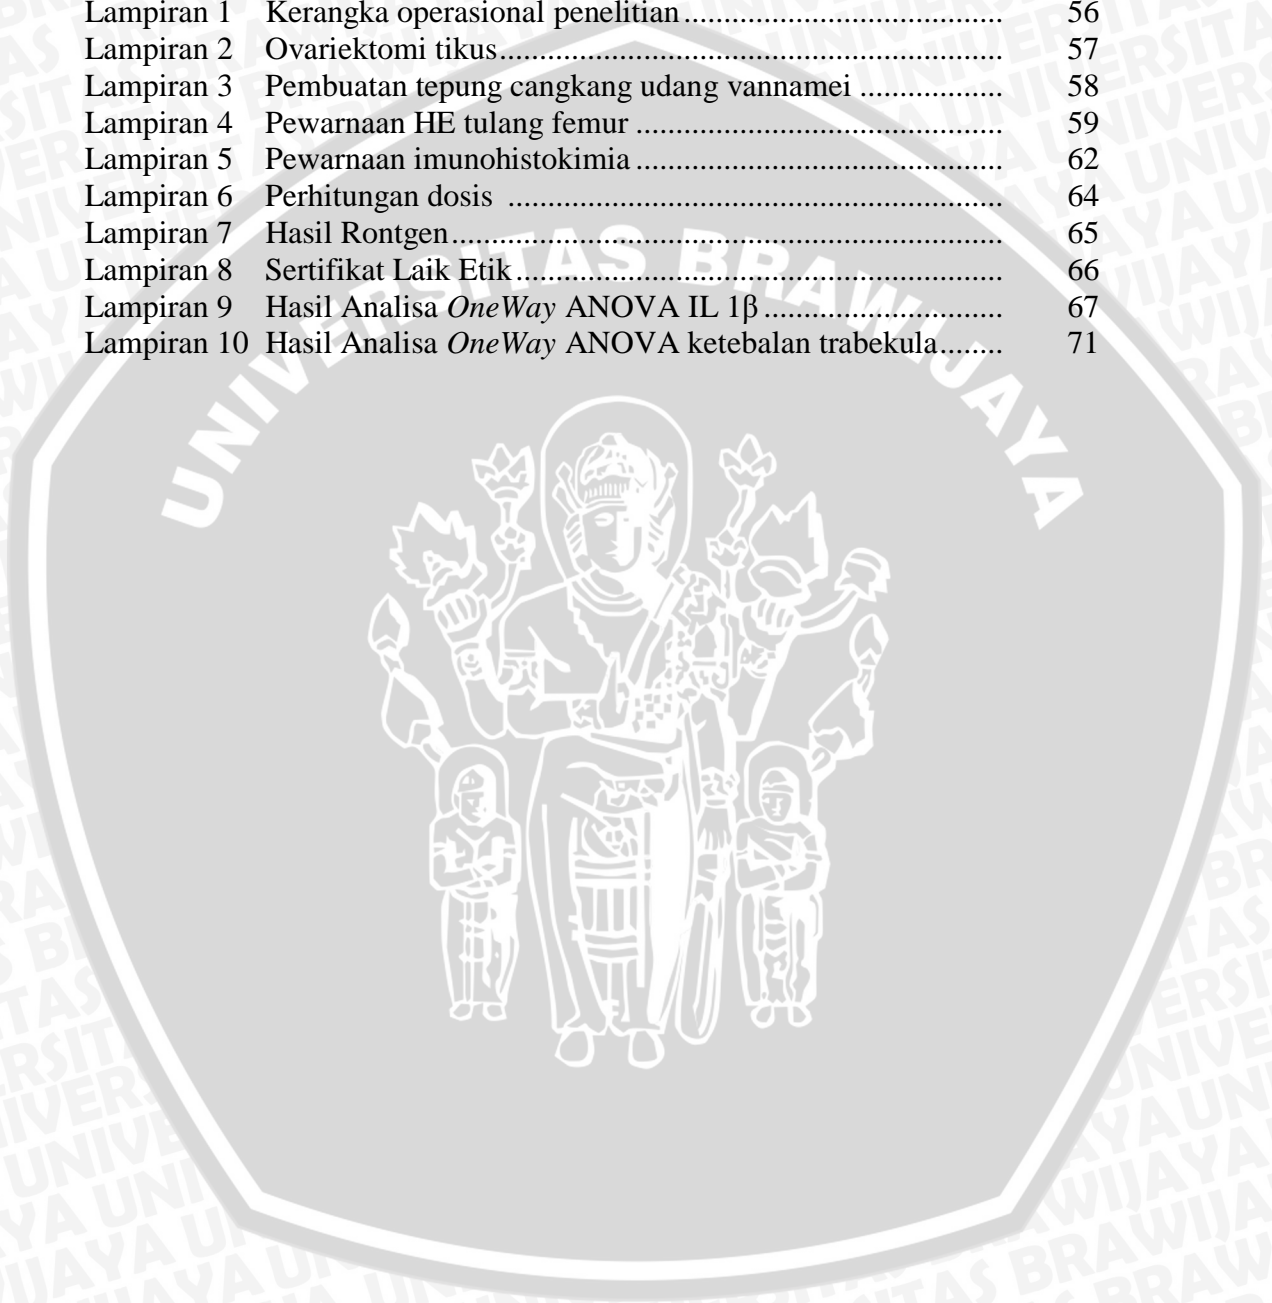 Lampiran 1 Kerangka operasional penelitian........................................ 56
Lampiran 2 Ovariektomi tikus............................................................... 57
Lampiran 3 Pembuatan tepung cangkang udang vannamei .................. 58
Lampiran 4 Pewarnaan HE tulang femur .............................................. 59
Lampiran 5 Pewarnaan imunohistokimia .............................................. 62
Lampiran 6 Perhitungan dosis .............................................................. 64
Lampiran 7 Hasil Rontgen..................................................................... 65
Lampiran 8 Sertifikat Laik Etik............................................................. 66
Lampiran 9 Hasil Analisa OneWay ANOVA IL 1β .............................. 67
Lampiran 10 Hasil Analisa OneWay ANOVA ketebalan trabekula........ 71
UNIVERSITAS BRAWIJAYA